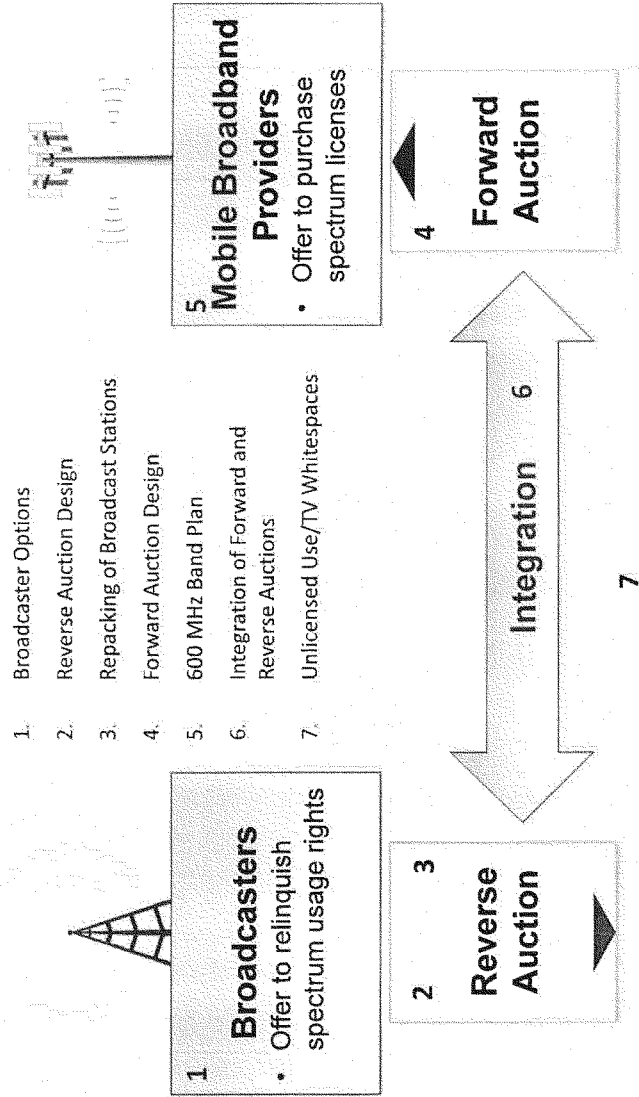 1. Broadcaster Options
2. Reverse Auction Design
3. Repacking of Broadcast Stations
4. Forward Auction Design
5. 600 MHz Band Plan
6. Integration of Forward and
Reverse Auctions
7. Unlicensed Use/TV Whitespaces
1
Broadcasters
• Offer to relinquish
spectrum usage rights
2 3
Reverse
Auction
5
Mobile Broadband
Providers
• Offer to purchase
spectrum licenses
4
Forward
Auction
Integration 6
7